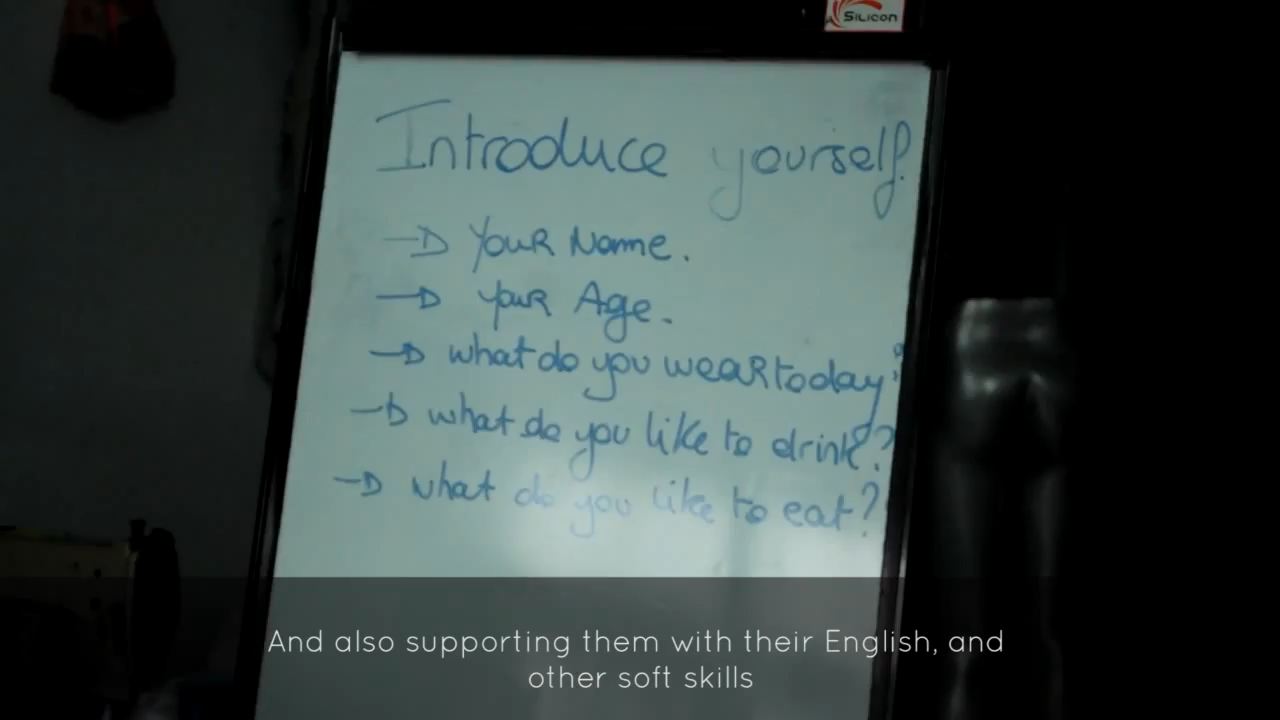 SILICON
Introduce yourself.
YOUR Name.
YOUR Age.
what do you wear today?
what do you like to drink?
what do you like to eat?
And also supporting them with their English, and
other soft skills